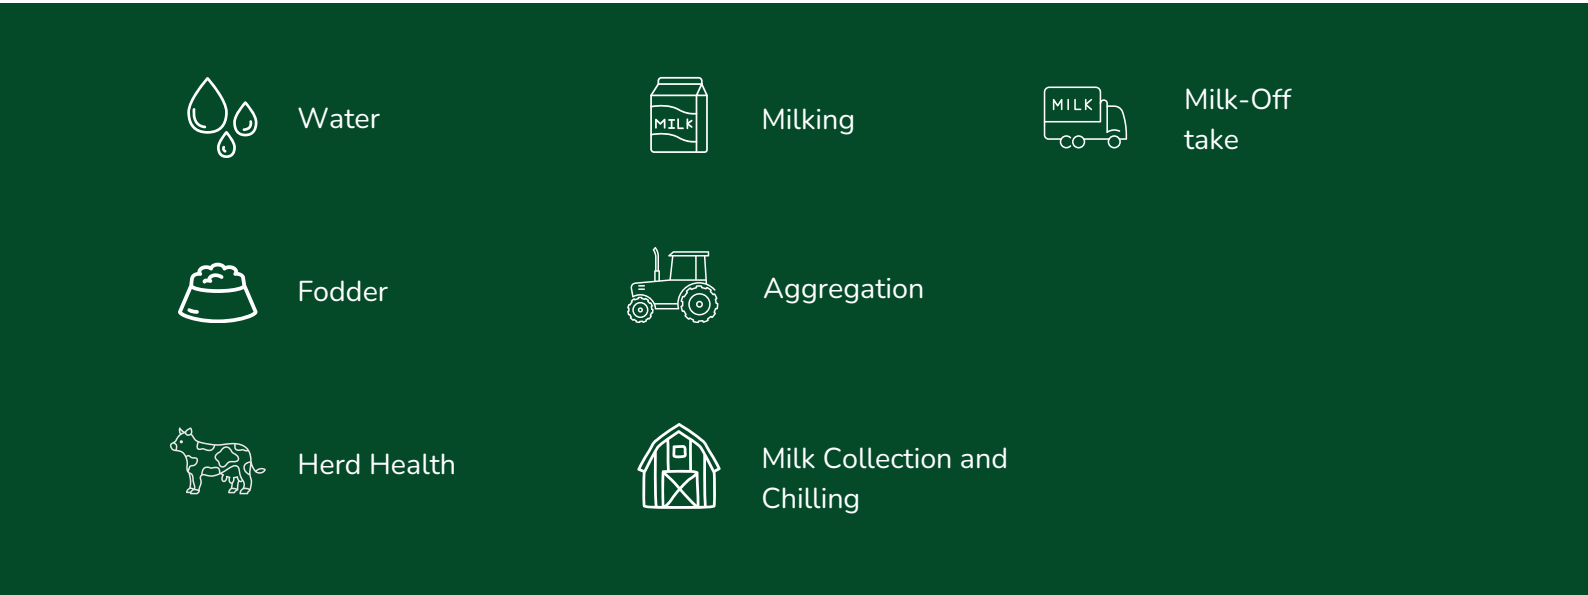 Water
Fodder
Herd Health
MILK
Milking
Aggregation
Milk Collection and
Chilling
MILK
Milk-Off
take